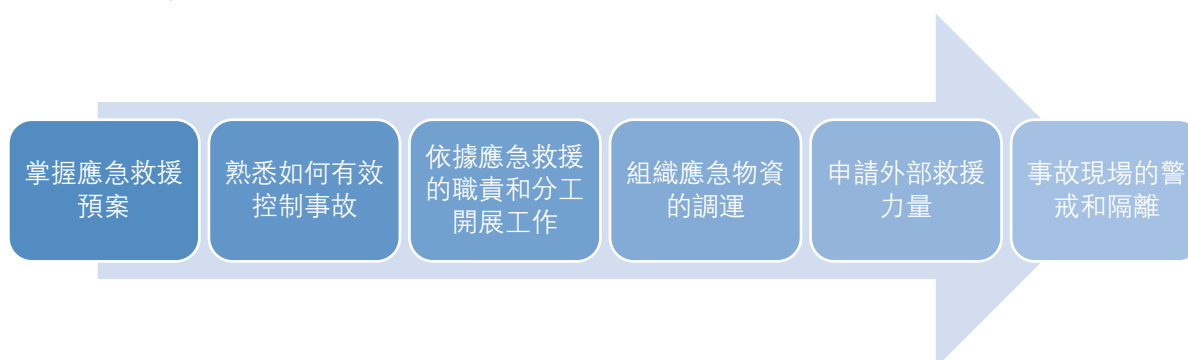 掌握應急救援
預案
熟悉如何有效
控制事故
依據應急救援
的職責和分工
開展工作
組織應急物資
的調運
申請外部救援
力量
事故現場的警
戒和隔離